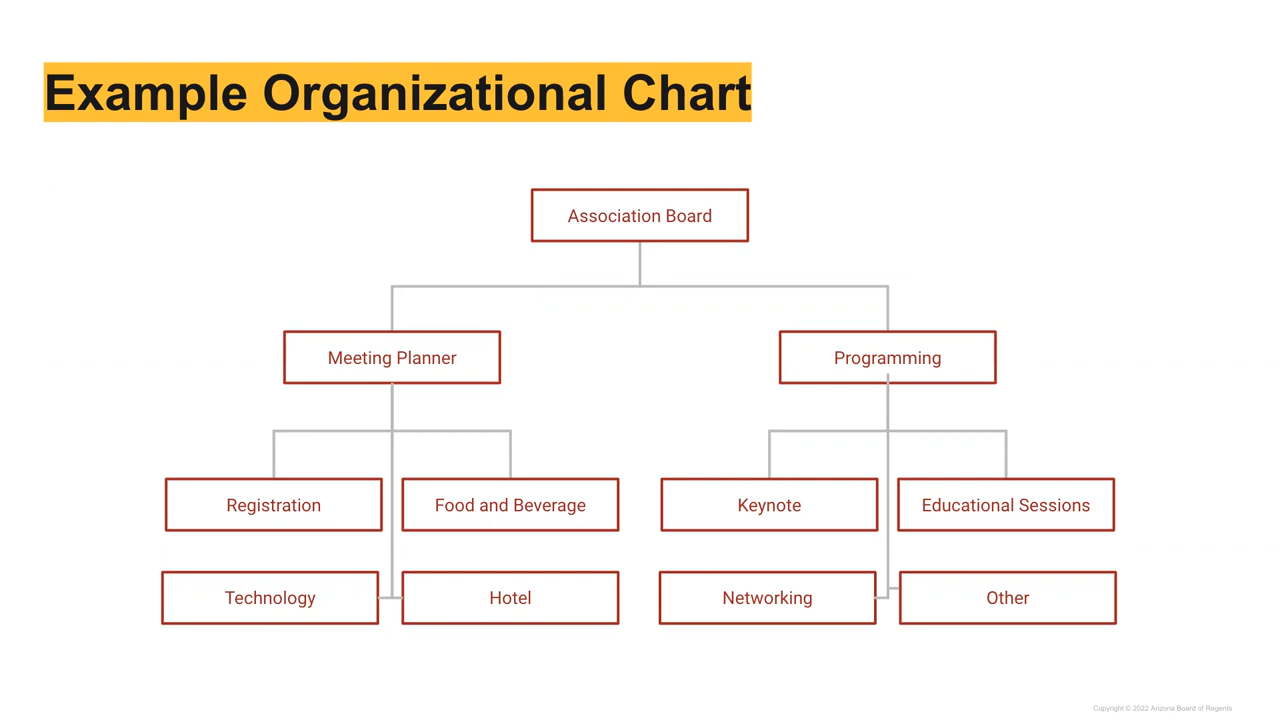 Example Organizational Chart
Association Board
Meeting Planner
Programming
Registration
Food and Beverage
Keynote
Educational Sessions
Technology
Hotel
Networking
Other
Copyright © 2022 Arizona Board of Regents